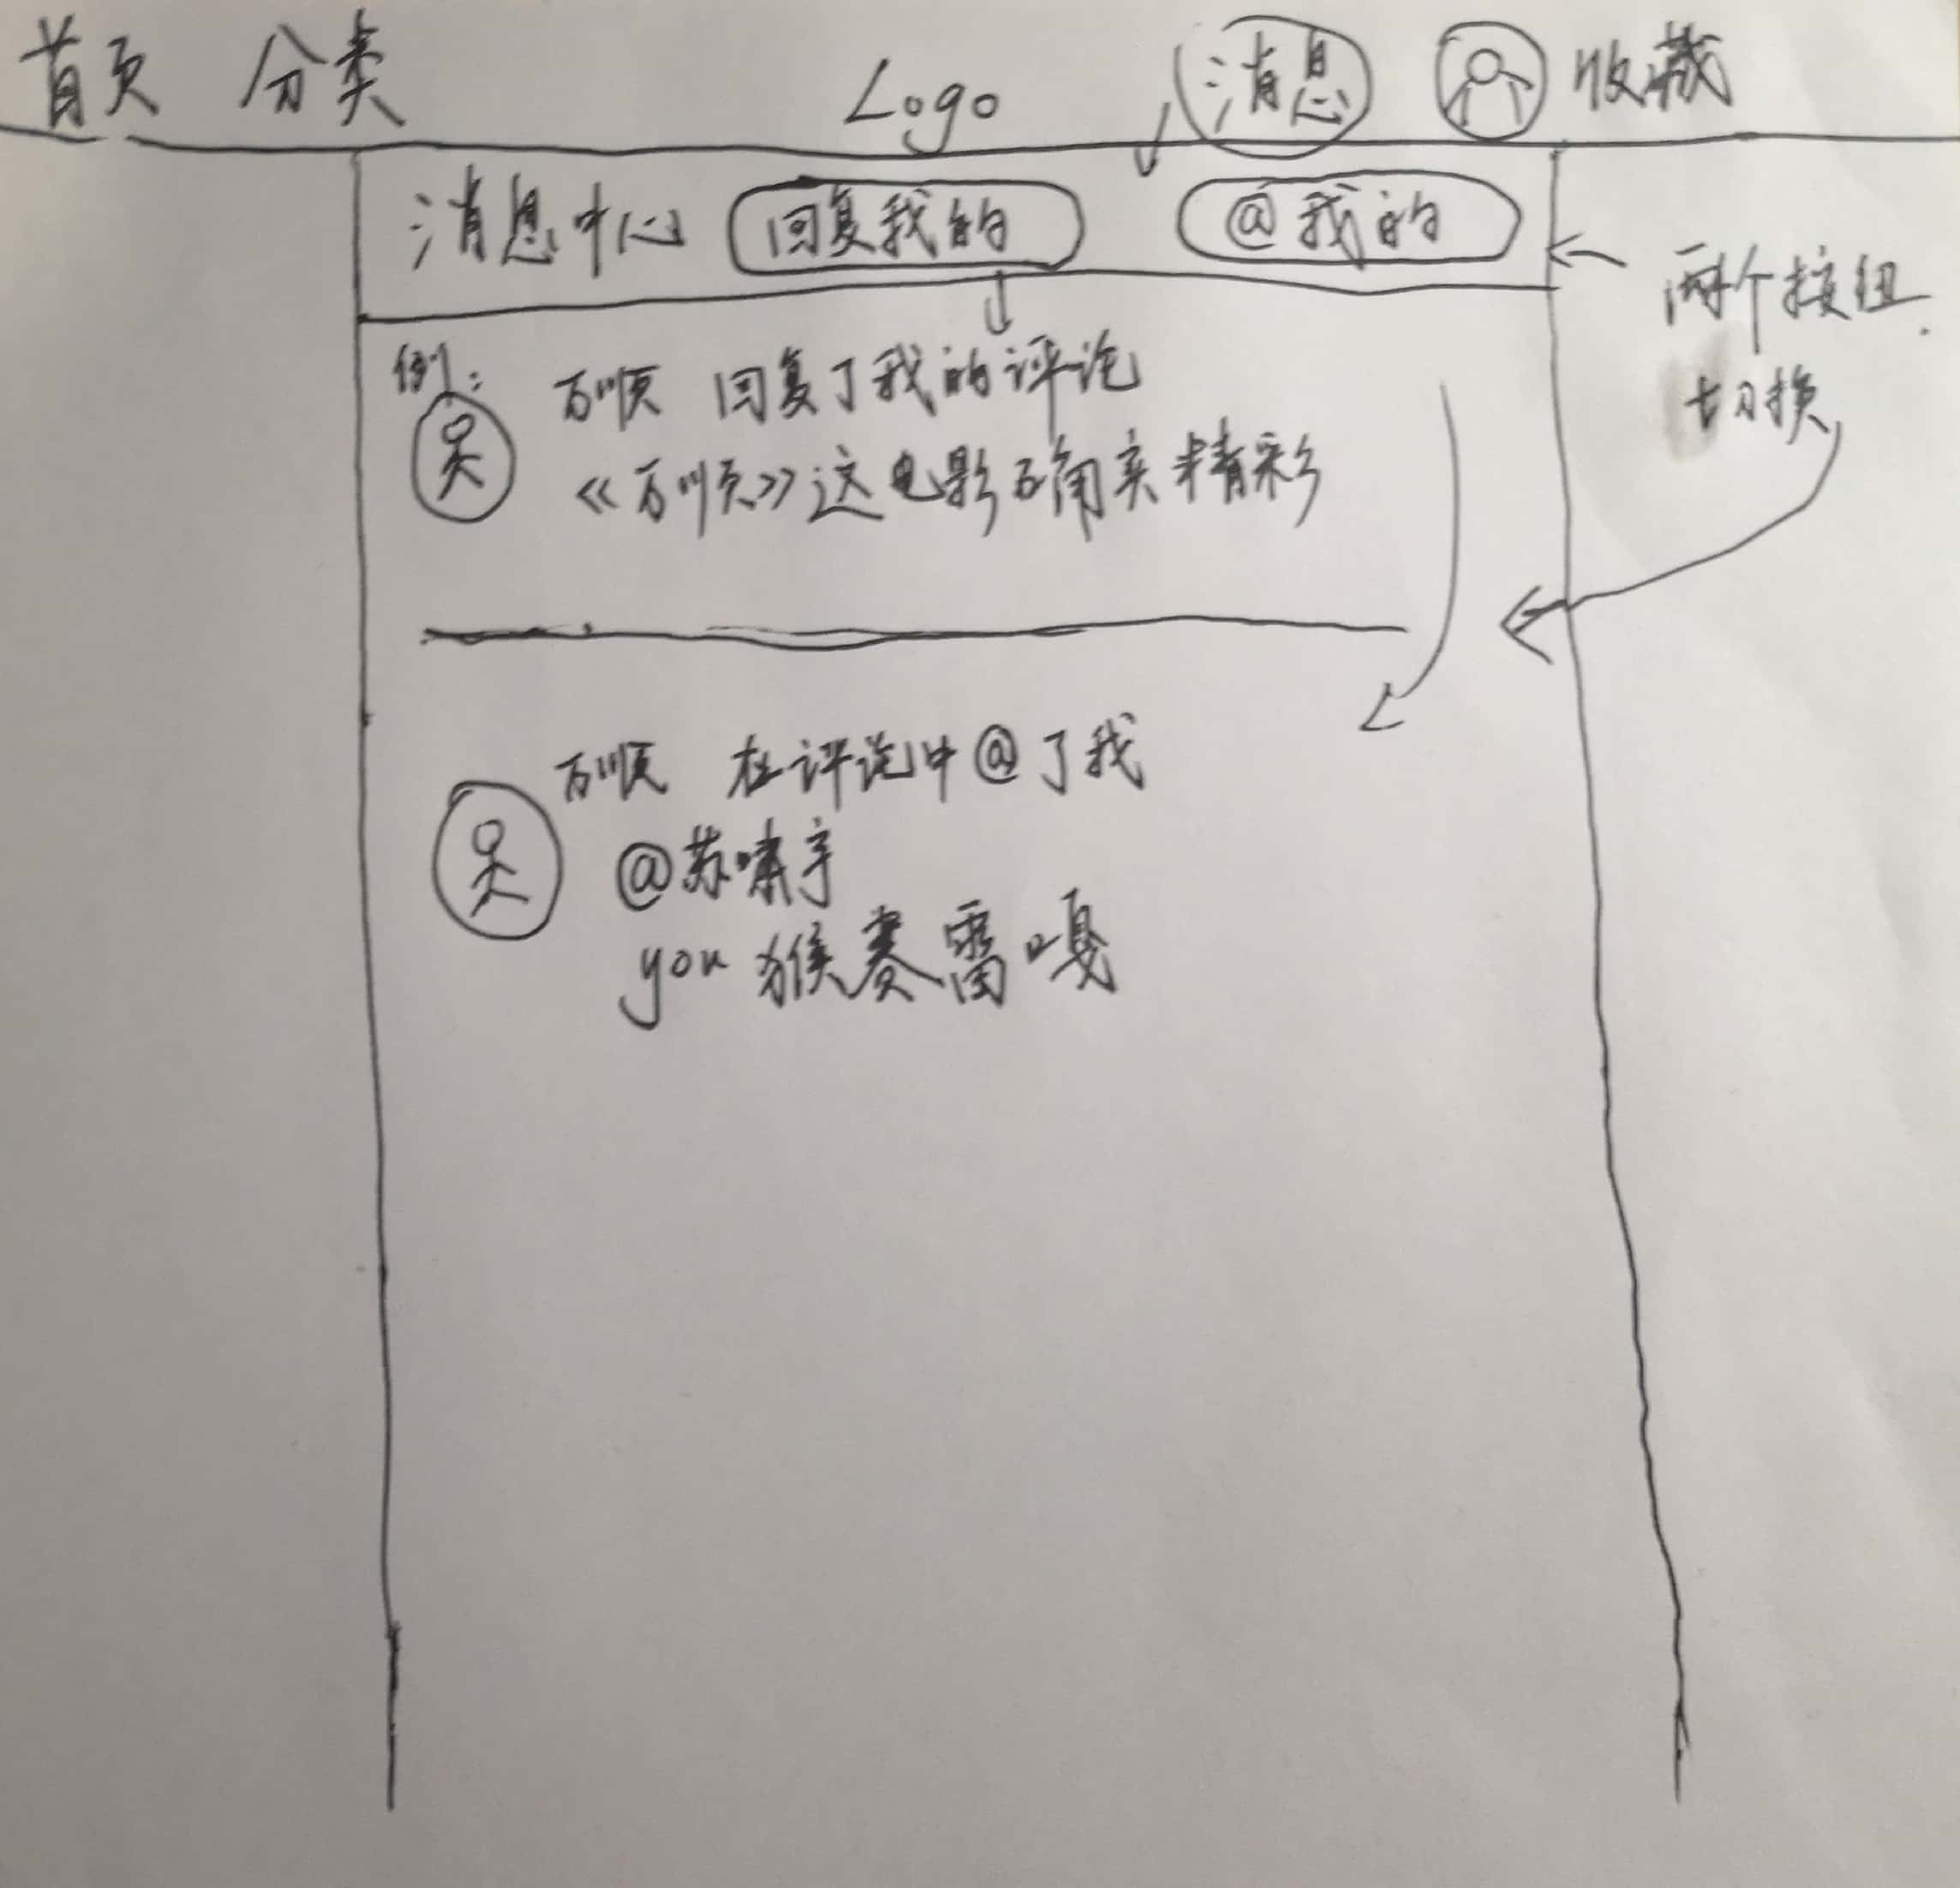 首页 分类 Logo 消息 收藏
消息中心 回复我的 @我的
两个按纽.
切换
例:
万顺 回复了我的评论
《万顺》这电影确实精彩
万顺 在评论中@了我
@苏啸宇
you 猴赛雷嘎